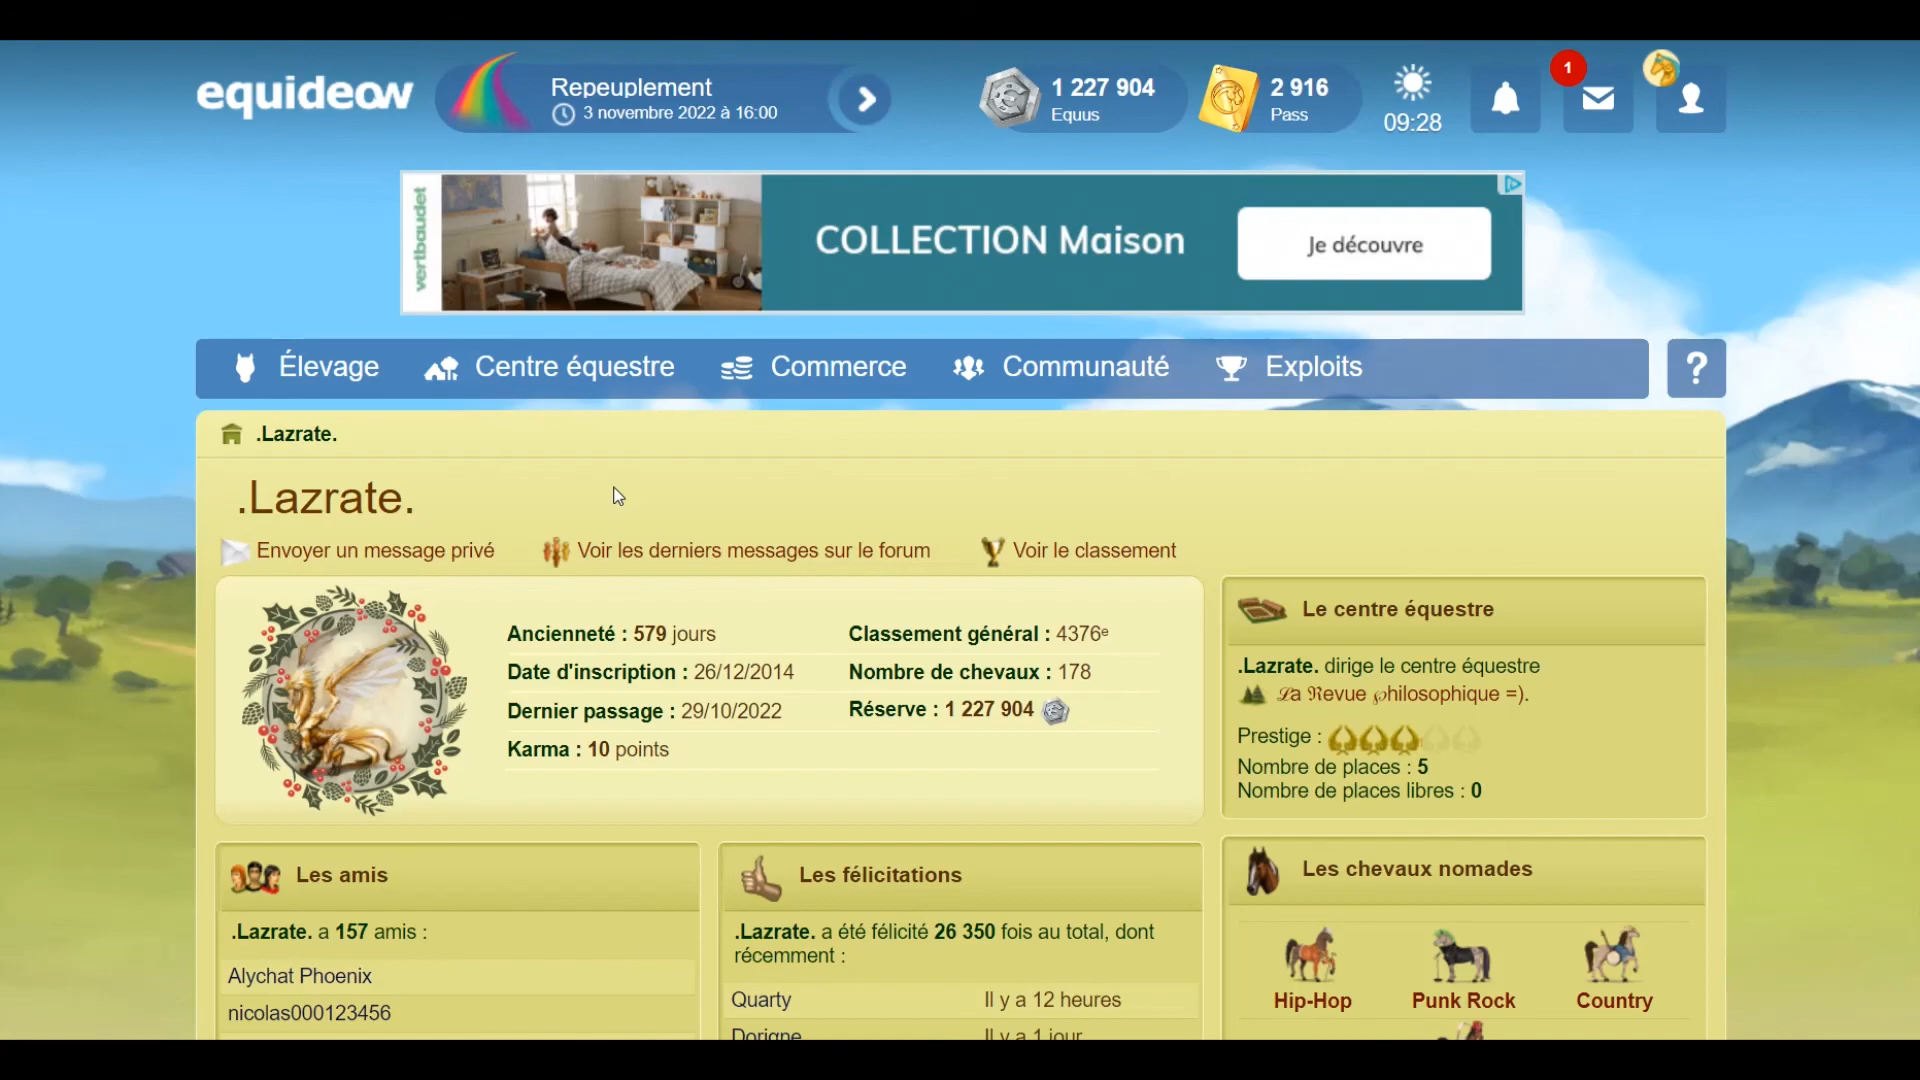 equideow
Repeuplement
3 novembre 2022 à 16:00
1 227 904
Equus
2 916
Pass
09:28
1
vertbaudet
COLLECTION Maison
Je découvre
Élevage
Centre équestre
Commerce
Communauté
Exploits
?
.Lazrate.
.Lazrate.
Envoyer un message privé
Voir les derniers messages sur le forum
Voir le classement
Ancienneté : 579 jours
Date d'inscription : 26/12/2014
Dernier passage : 29/10/2022
Karma : 10 points
Classement général : 4376e
Nombre de chevaux : 178
Réserve : 1 227 904
Le centre équestre
.Lazrate. dirige le centre équestre
ℒa ℜevue ℘hilosophique =).
Prestige :
Nombre de places : 5
Nombre de places libres : 0
Les amis
.Lazrate. a 157 amis :
Alychat Phoenix
nicolas000123456
Les félicitations
.Lazrate. a été félicité 26 350 fois au total, dont
récemment :
Quarty Il y a 12 heures
Dorigne Il y a 1 jour
Les chevaux nomades
Hip-Hop
Punk Rock
Country